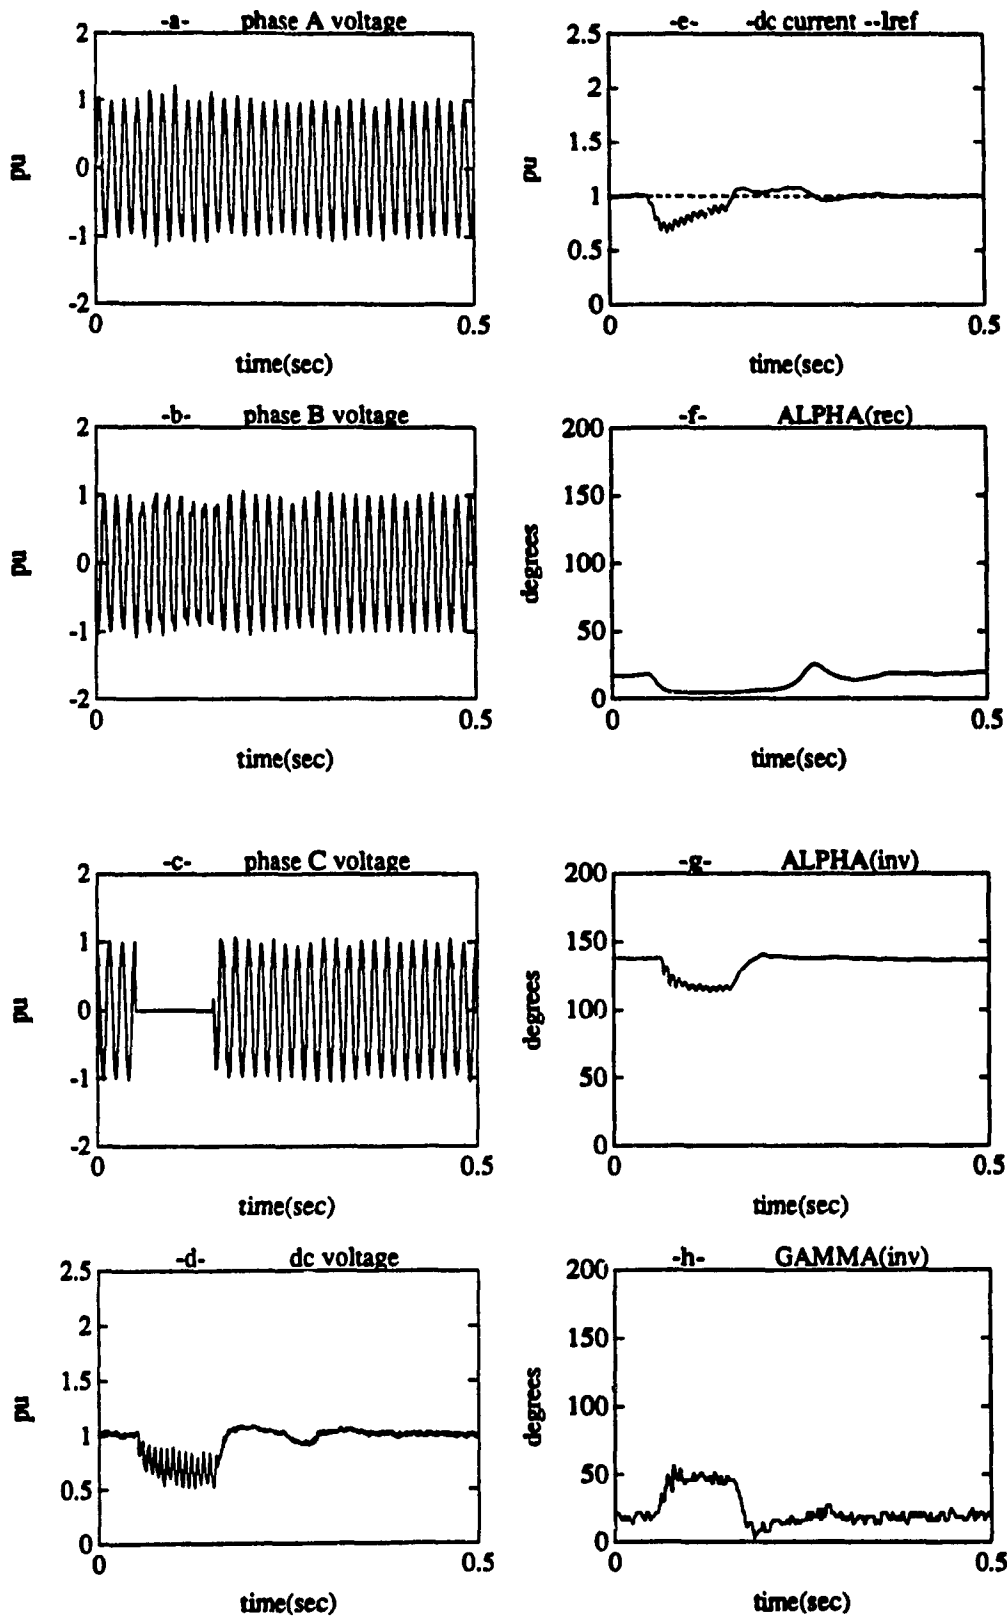 -a- phase A voltage
2
1
0
-1
-2
pu
0 0.5
time(sec)
-e- -dc current --Iref
2.5
2
1.5
1
0.5
0
pu
0 0.5
time(sec)
-b- phase B voltage
2
1
0
-1
-2
pu
0 0.5
time(sec)
-f- ALPHA(rec)
200
150
100
50
0
degrees
0 0.5
time(sec)
-c- phase C voltage
2
1
0
-1
-2
pu
0 0.5
time(sec)
-g- ALPHA(inv)
200
150
100
50
0
degrees
0 0.5
time(sec)
-d- dc voltage
2.5
2
1.5
1
0.5
0
pu
0 0.5
time(sec)
-h- GAMMA(inv)
200
150
100
50
0
degrees
0 0.5
time(sec)